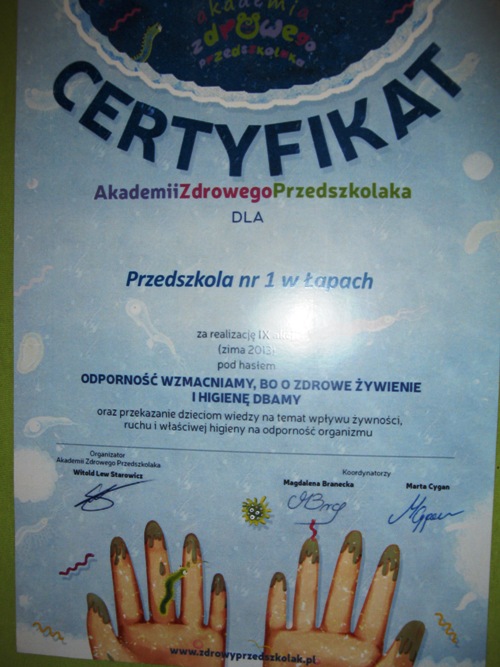 akademia
zdrowego
przedszkolaka
CERTYFIKAT
AkademiiZdrowegoPrzedszkolaka
DLA
Przedszkola nr 1 w Łapach
za realizację IX
(zima 2013)
pod hasłem
ODPORNOŚĆ WZMACNIAMY, BO O ZDROWE ŻYWIENIE
I HIGIENĘ DBAMY
oraz przekazanie dzieciom wiedzy na temat wpływu żywności,
ruchu i właściwej higieny na odporność organizmu
Organizator
Akademii Zdrowego Przedszkolaka
Witold Lew Starowicz
Koordynatorzy
Magdalena Branecka
Marta Cygan
www.zdrowyprzedszkolak.pl